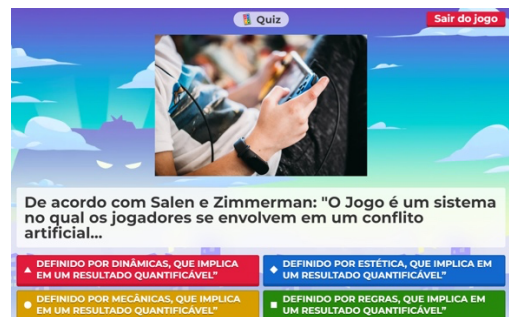 Quiz
Sair do jogo
De acordo com Salen e Zimmerman: "O Jogo é um sistema
no qual os jogadores se envolvem em um conflito
artificial...
DEFINIDO POR DINÂMICAS, QUE IMPLICA
EM UM RESULTADO QUANTIFICÁVEL"
DEFINIDO POR ESTÉTICA, QUE IMPLICA EM
UM RESULTADO QUANTIFICÁVEL"
DEFINIDO POR MECÂNICAS, QUE IMPLICA
EM UM RESULTADO QUANTIFICÁVEL"
DEFINIDO POR REGRAS, QUE IMPLICA EM
UM RESULTADO QUANTIFICÁVEL"